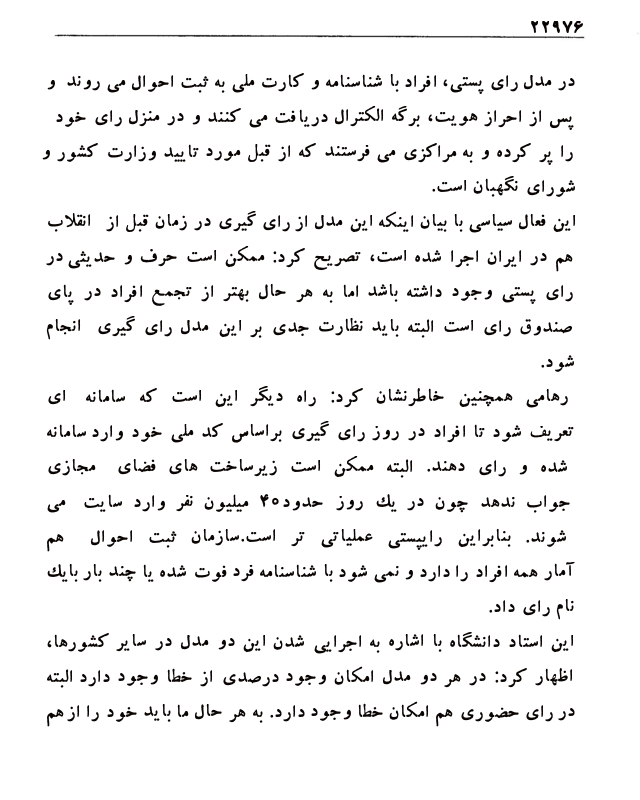 ۲۲۹۷۶
در مدل رای پستی، افراد با شناسنامه و کارت ملی به ثبت احوال می روند و
پس از احراز هویت، برگه الکترال دریافت می کنند و در منزل رای خود
را پر کرده و به مراکزی می فرستند که از قبل مورد تایید وزارت کشور و
شورای نگهبان است.
این فعال سیاسی با بیان اینکه این مدل از رای گیری در زمان قبل از انقلاب
هم در ایران اجرا شده است، تصریح کرد: ممکن است حرف و حدیثی در
رای پستی وجود داشته باشد اما به هر حال بهتر از تجمع افراد در پای
صندوق رای است البته باید نظارت جدی بر این مدل رای گیری انجام
شود.
رهامی همچنین خاطرنشان کرد: راه دیگر این است که سامانه ای
تعریف شود تا افراد در روز رای گیری براساس کد ملی خود وارد سامانه
شده و رای دهند. البته ممکن است زیرساخت های فضای مجازی
جواب ندهد چون در یك روز حدود۴۰ میلیون نفر وارد سایت می
شوند. بنابراین رایپستی عملیاتی تر است.سازمان ثبت احوال هم
آمار همه افراد را دارد و نمی شود با شناسنامه فرد فوت شده یا چند بار بایك
نام رای داد.
این استاد دانشگاه با اشاره به اجرایی شدن این دو مدل در سایر کشورها،
اظهار کرد: در هر دو مدل امکان وجود درصدی از خطا وجود دارد البته
در رای حضوری هم امکان خطا وجود دارد. به هر حال ما باید خود را از هم